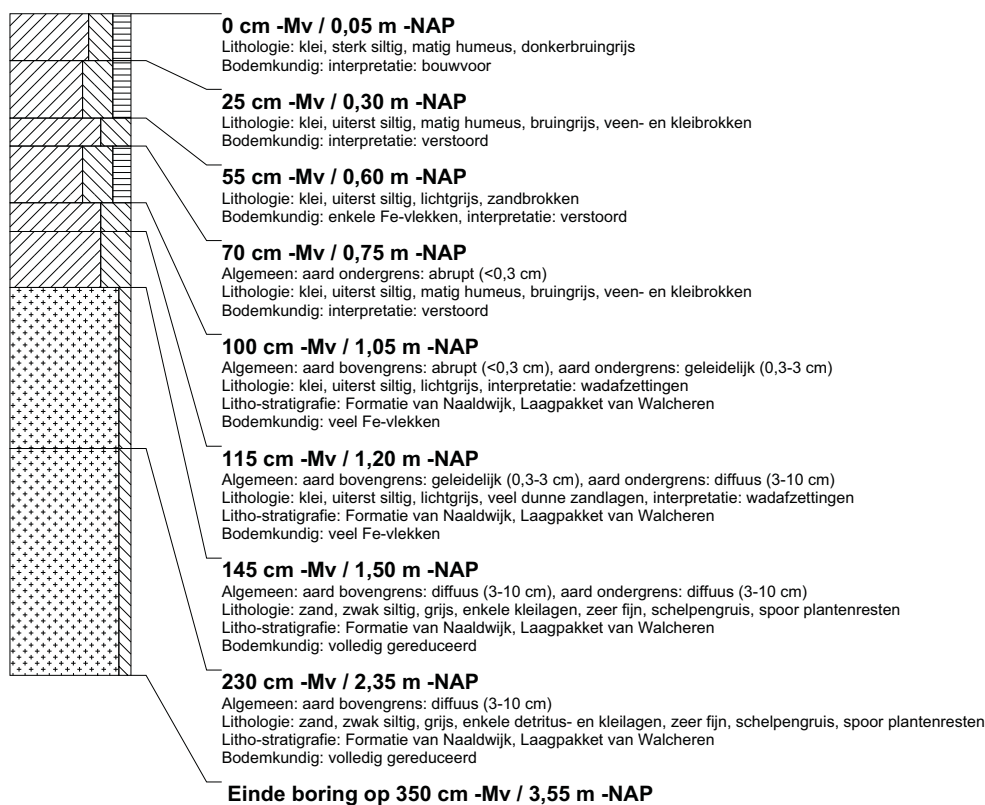 0 cm -Mv / 0,05 m -NAP
Lithologie: klei, sterk siltig, matig humeus, donkerbruingrijs
Bodemkundig: interpretatie: bouwvoor
25 cm -Mv / 0,30 m -NAP
Lithologie: klei, uiterst siltig, matig humeus, bruingrijs, veen- en kleibrokken
Bodemkundig: interpretatie: verstoord
55 cm -Mv / 0,60 m -NAP
Lithologie: klei, uiterst siltig, lichtgrijs, zandbrokken
Bodemkundig: enkele Fe-vlekken, interpretatie: verstoord
70 cm -Mv / 0,75 m -NAP
Algemeen: aard ondergrens: abrupt (<0,3 cm)
Lithologie: klei, uiterst siltig, matig humeus, bruingrijs, veen- en kleibrokken
Bodemkundig: interpretatie: verstoord
100 cm -Mv / 1,05 m -NAP
Algemeen: aard bovengrens: abrupt (<0,3 cm), aard ondergrens: geleidelijk (0,3-3 cm)
Lithologie: klei, uiterst siltig, lichtgrijs, interpretatie: wadafzettingen
Litho-stratigrafie: Formatie van Naaldwijk, Laagpakket van Walcheren
Bodemkundig: veel Fe-vlekken
115 cm -Mv / 1,20 m -NAP
Algemeen: aard bovengrens: geleidelijk (0,3-3 cm), aard ondergrens: diffuus (3-10 cm)
Lithologie: klei, uiterst siltig, lichtgrijs, veel dunne zandlagen, interpretatie: wadafzettingen
Litho-stratigrafie: Formatie van Naaldwijk, Laagpakket van Walcheren
Bodemkundig: veel Fe-vlekken
145 cm -Mv / 1,50 m -NAP
Algemeen: aard bovengrens: diffuus (3-10 cm), aard ondergrens: diffuus (3-10 cm)
Lithologie: zand, zwak siltig, grijs, enkele kleilagen, zeer fijn, schelpengruis, spoor plantenresten
Litho-stratigrafie: Formatie van Naaldwijk, Laagpakket van Walcheren
Bodemkundig: volledig gereduceerd
230 cm -Mv / 2,35 m -NAP
Algemeen: aard bovengrens: diffuus (3-10 cm)
Lithologie: zand, zwak siltig, grijs, enkele detritus- en kleilagen, zeer fijn, schelpengruis, spoor plantenresten
Litho-stratigrafie: Formatie van Naaldwijk, Laagpakket van Walcheren
Bodemkundig: volledig gereduceerd
Einde boring op 350 cm -Mv / 3,55 m -NAP